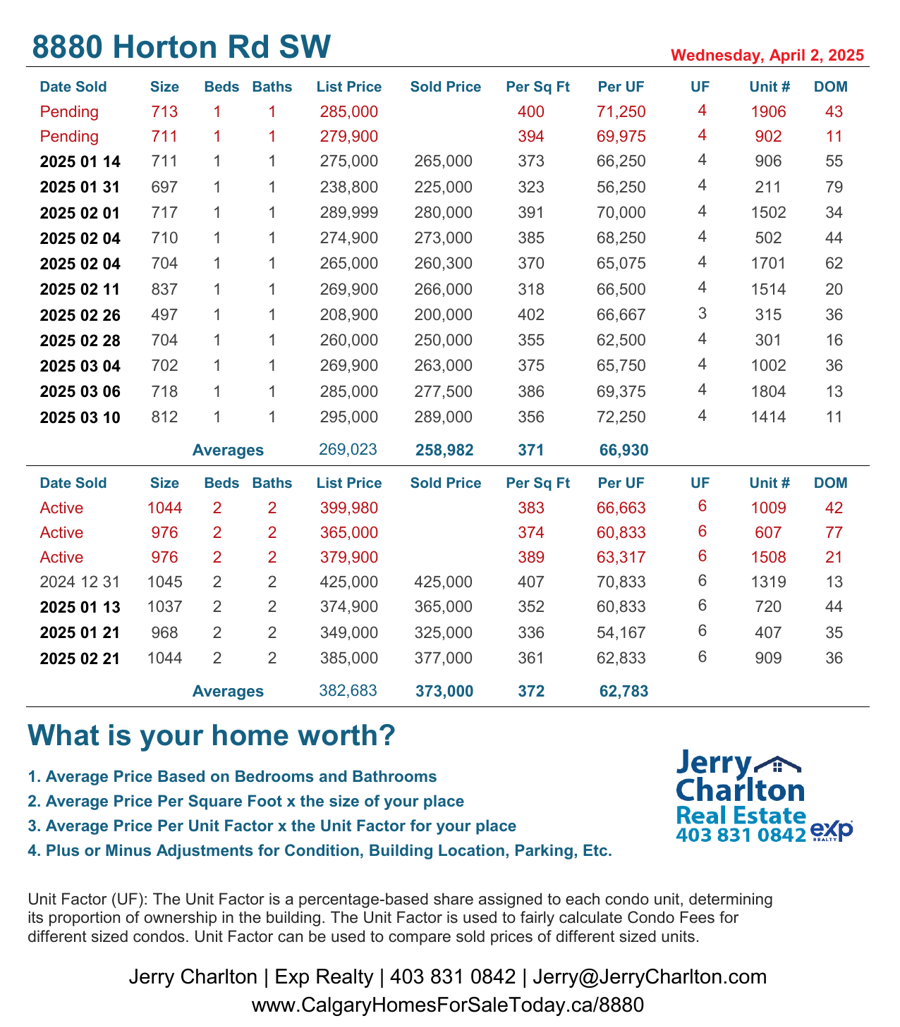 8880 Horton Rd SW
Wednesday, April 2, 2025
Date Sold Size Beds Baths List Price Sold Price Per Sq Ft Per UF UF Unit # DOM
Pending 713 1 1 285,000 400 71,250 4 1906 43
Pending 711 1 1 279,900 394 69,975 4 902 11
2025 01 14 711 1 1 275,000 265,000 373 66,250 4 906 55
2025 01 31 697 1 1 238,800 225,000 323 56,250 4 211 79
2025 02 01 717 1 1 289,999 280,000 391 70,000 4 1502 34
2025 02 04 710 1 1 274,900 273,000 385 68,250 4 502 44
2025 02 04 704 1 1 265,000 260,300 370 65,075 4 1701 62
2025 02 11 837 1 1 269,900 266,000 318 66,500 4 1514 20
2025 02 26 497 1 1 208,900 200,000 402 66,667 3 315 36
2025 02 28 704 1 1 260,000 250,000 355 62,500 4 301 16
2025 03 04 702 1 1 269,900 263,000 375 65,750 4 1002 36
2025 03 06 718 1 1 285,000 277,500 386 69,375 4 1804 13
2025 03 10 812 1 1 295,000 289,000 356 72,250 4 1414 11
Averages 269,023 258,982 371 66,930
Date Sold Size Beds Baths List Price Sold Price Per Sq Ft Per UF UF Unit # DOM
Active 1044 2 2 399,980 383 66,663 6 1009 42
Active 976 2 2 365,000 374 60,833 6 607 77
Active 976 2 2 379,900 389 63,317 6 1508 21
2024 12 31 1045 2 2 425,000 425,000 407 70,833 6 1319 13
2025 01 13 1037 2 2 374,900 365,000 352 60,833 6 720 44
2025 01 21 968 2 2 349,000 325,000 336 54,167 6 407 35
2025 02 21 1044 2 2 385,000 377,000 361 62,833 6 909 36
Averages 382,683 373,000 372 62,783
What is your home worth?
1. Average Price Based on Bedrooms and Bathrooms
2. Average Price Per Square Foot x the size of your place
3. Average Price Per Unit Factor x the Unit Factor for your place
4. Plus or Minus Adjustments for Condition, Building Location, Parking, Etc.
Jerry
Charlton
Real Estate
403 831 0842 exp
REALTY
Unit Factor (UF): The Unit Factor is a percentage-based share assigned to each condo unit, determining
its proportion of ownership in the building. The Unit Factor is used to fairly calculate Condo Fees for
different sized condos. Unit Factor can be used to compare sold prices of different sized units.
Jerry Charlton | Exp Realty | 403 831 0842 | Jerry@JerryCharlton.com
www.CalgaryHomesForSaleToday.ca/8880